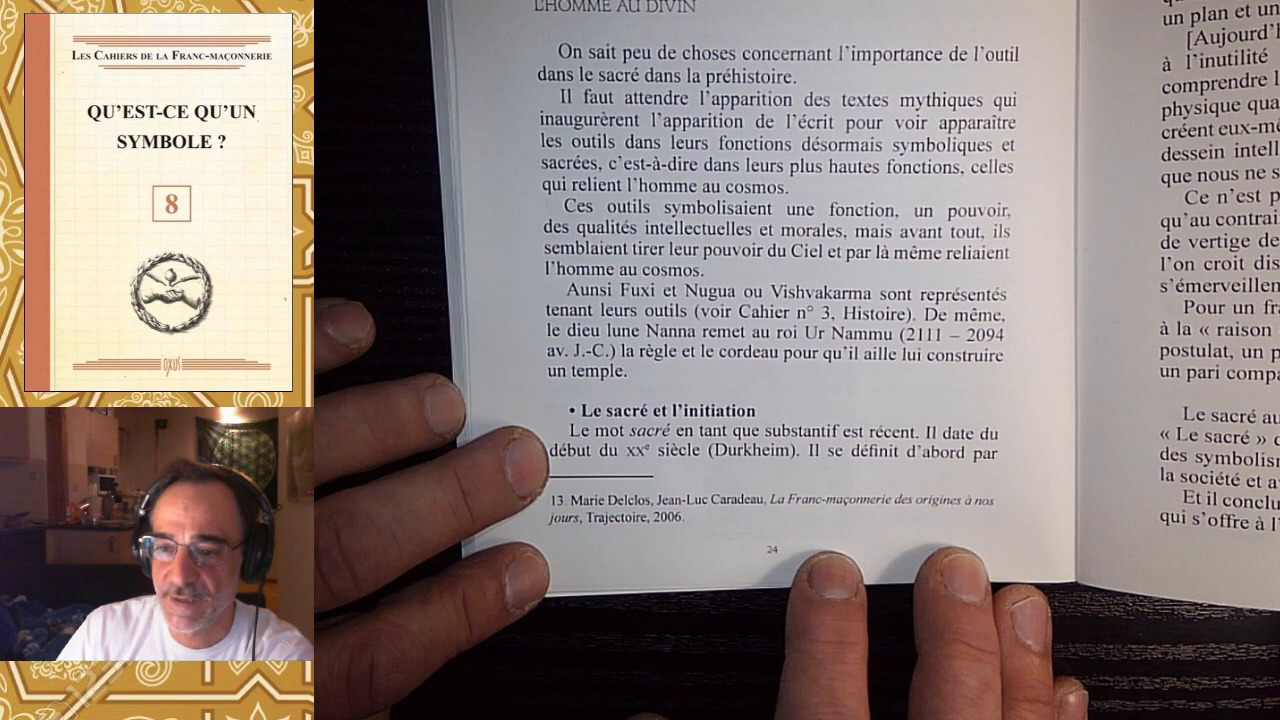 LES CAHIERS DE LA FRANC-MAÇONNERIE
QU'EST-CE QU'UN
SYMBOLE ?
8
OXUS
L'HOMME AU DIVIN
On sait peu de choses concernant l'importance de l'outil
dans le sacré dans la préhistoire.
Il faut attendre l'apparition des textes mythiques qui
inaugurèrent l'apparition de l'écrit pour voir apparaître
les outils dans leurs fonctions désormais symboliques et
sacrées, c'est-à-dire dans leurs plus hautes fonctions, celles
qui relient l'homme au cosmos.
Ces outils symbolisaient une fonction, un pouvoir,
des qualités intellectuelles et morales, mais avant tout, ils
semblaient tirer leur pouvoir du Ciel et par là même reliaient
l'homme au cosmos.
Aunsi Fuxi et Nugua ou Vishvakarma sont représentés
tenant leurs outils (voir Cahier n° 3, Histoire). De même,
le dieu lune Nanna remet au roi Ur Nammu (2111 – 2094
av. J.-C.) la règle et le cordeau pour qu'il aille lui construire
un temple.
• Le sacré et l'initiation
Le mot sacré en tant que substantif est récent. Il date du
début du XXe siècle (Durkheim). Il se définit d'abord par
13. Marie Delclos, Jean-Luc Caradeau, La Franc-maçonnerie des origines à nos
jours, Trajectoire, 2006.
24
un plan et un
[Aujourd'h
à l'inutilité
comprendre l
physique qua
créent eux-m
dessein intell
que nous ne s
Ce n'est p
qu'au contrai
de vertige de
l'on croit dis
s'émerveillen
Pour un fra
à la « raison
postulat, un p
un pari compa
Le sacré au
« Le sacré »
des symbolism
la société et a
Et il conclu
qui s'offre à l'